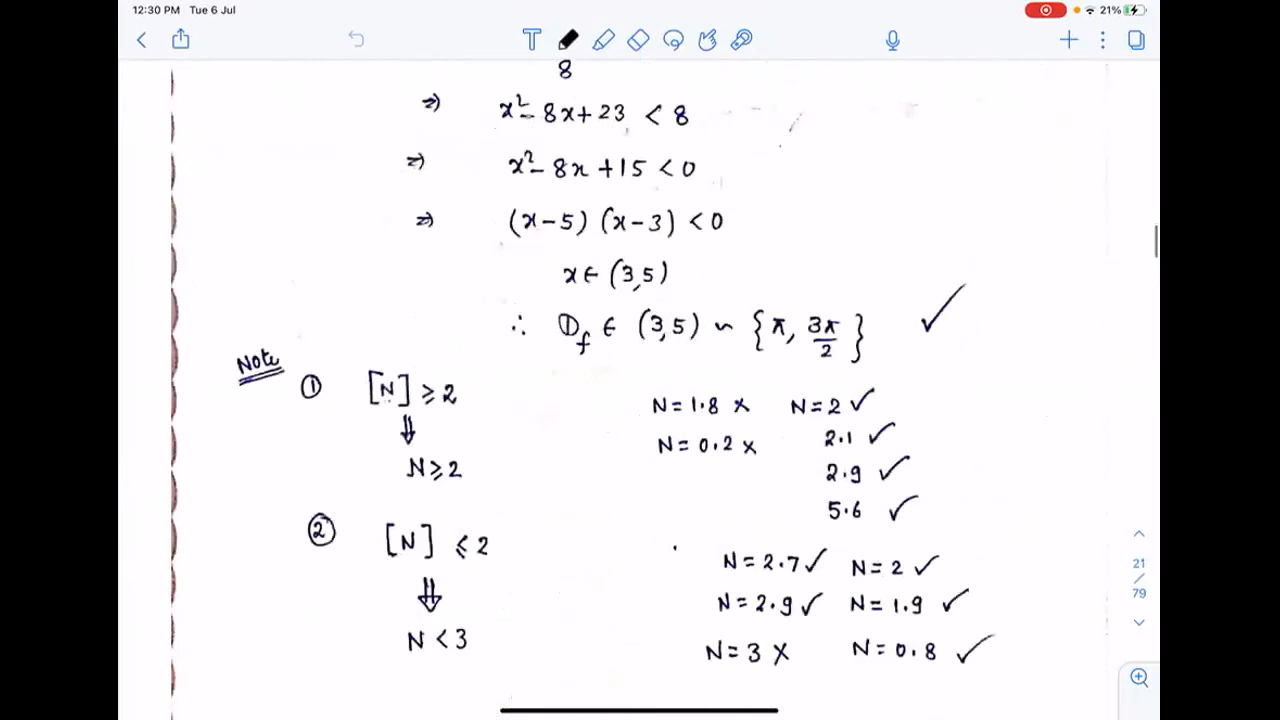 12:30 PM Tue 6 Jul
21%
T
8
⇒ x² - 8x + 23 < 8
⇒ x² - 8x + 15 < 0
⇒ (x-5) (x-3) < 0
x ∈ (3,5)
∴ D_f ∈ (3,5) ~ {π, 3π/2} ✓
Note
① [N] ≥ 2
⇓
N ≥ 2
N = 1.8 × N = 2 ✓
N = 0.2 × 2.1 ✓
2.9 ✓
5.6 ✓
② [N] ≤ 2
⇓
N < 3
N = 2.7 ✓ N = 2 ✓
N = 2.9 ✓ N = 1.9 ✓
N = 3 × N = 0.8 ✓
21
/
79